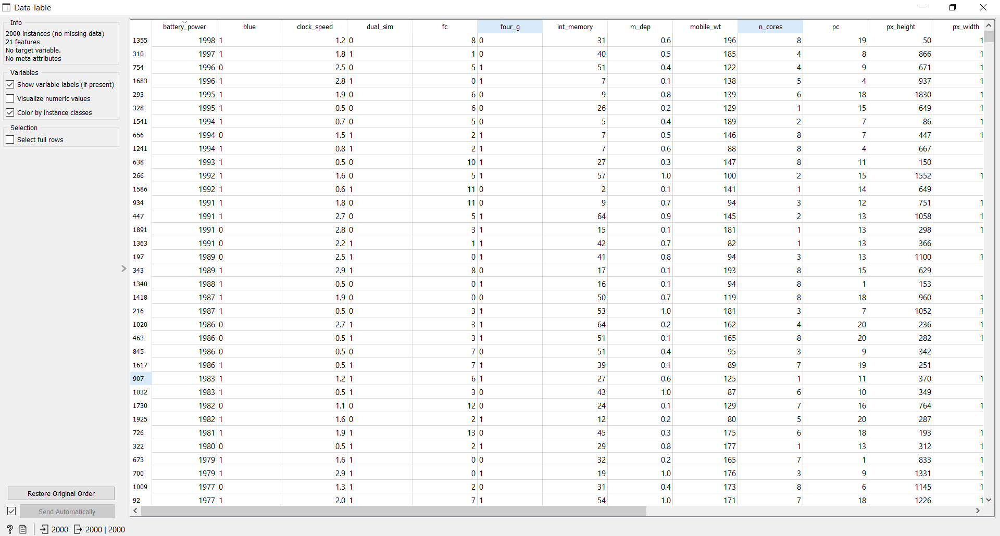 Data Table
Info
2000 instances (no missing data)
21 features
No target variable.
No meta attributes
Variables
Show variable labels (if present)
Visualize numeric values
Color by instance classes
Selection
Select full rows
Restore Original Order
Send Automatically
battery_power blue clock_speed dual_sim fc four_g int_memory m_dep mobile_wt n_cores pc px_height px_width
1355 1998 1 1.2 0 8 0 31 0.6 196 8 19 50 1
310 1997 1 1.8 1 1 0 40 0.5 185 4 8 866 1
754 1996 0 2.5 0 5 1 51 0.4 122 4 9 671 1
1683 1996 1 2.8 1 0 1 7 0.1 138 5 4 937 1
293 1995 1 1.9 0 6 0 9 0.8 139 6 18 1830 1
328 1995 1 0.5 0 6 0 26 0.2 129 1 15 649 1
1541 1994 1 0.7 0 5 0 5 0.4 189 2 7 86 1
656 1994 0 1.5 1 2 1 7 0.5 146 8 7 447 1
1241 1994 1 0.8 1 2 1 7 0.6 88 8 4 667
638 1993 1 0.5 0 10 1 27 0.3 147 8 11 150
266 1992 1 1.6 0 5 1 57 1.0 100 2 15 1552 1
1586 1992 1 0.6 1 11 0 2 0.1 141 1 14 649
934 1991 1 1.8 0 11 0 9 0.7 94 3 12 751 1
447 1991 1 2.7 0 5 1 64 0.9 145 2 13 1058 1
1891 1991 0 2.8 0 3 1 15 0.1 181 1 13 298 1
1363 1991 0 2.2 1 1 1 42 0.7 82 1 13 366
197 1989 0 2.5 1 0 1 41 0.8 94 3 13 1100 1
343 1989 1 2.9 1 8 0 17 0.1 193 8 15 629
1340 1988 1 0.5 0 0 1 16 0.1 94 8 1 153
1418 1987 1 1.9 0 0 0 50 0.7 119 8 18 960 1
216 1987 1 0.5 0 3 1 53 1.0 181 3 7 1052 1
1020 1986 0 2.7 1 3 1 64 0.2 162 4 20 236 1
463 1986 0 0.5 1 3 1 51 0.1 165 8 20 282 1
845 1986 0 0.5 0 7 0 51 0.4 95 3 9 342
1617 1986 1 0.5 1 7 1 39 0.1 89 7 19 251
907 1983 1 1.2 1 6 1 27 0.6 125 1 11 370 1
1032 1983 1 0.5 1 3 0 43 1.0 87 6 10 349
1730 1982 0 1.1 0 12 0 24 0.1 129 7 16 764 1
1925 1982 1 1.6 0 2 1 12 0.2 80 5 20 287
726 1981 1 1.9 1 13 0 45 0.3 175 6 18 193 1
322 1980 0 0.5 1 2 1 29 0.8 177 1 13 312 1
673 1979 1 1.6 1 0 0 32 0.2 165 7 1 833 1
700 1979 1 2.9 1 0 1 19 1.0 176 3 9 1331 1
1009 1977 0 1.3 1 2 0 31 0.4 173 8 6 1145 1
92 1977 1 2.0 1 7 1 54 1.0 171 7 18 1226 1
? 2000 2000 | 2000